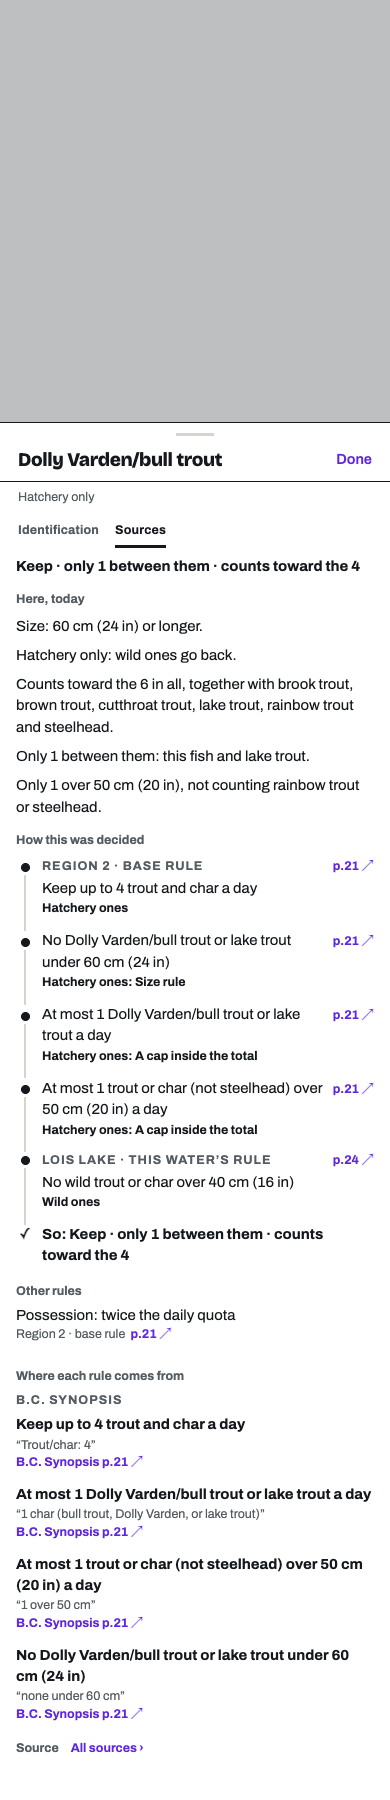 Dolly Varden/bull trout
Done
Hatchery only
Identification
Sources
Keep · only 1 between them · counts toward the 4
Here, today
Size: 60 cm (24 in) or longer.
Hatchery only: wild ones go back.
Counts toward the 6 in all, together with brook trout,
brown trout, cutthroat trout, lake trout, rainbow trout
and steelhead.
Only 1 between them: this fish and lake trout.
Only 1 over 50 cm (20 in), not counting rainbow trout
or steelhead.
How this was decided
REGION 2 · BASE RULE
p.21 ↗
Keep up to 4 trout and char a day
Hatchery ones
No Dolly Varden/bull trout or lake trout
p.21 ↗
under 60 cm (24 in)
Hatchery ones: Size rule
At most 1 Dolly Varden/bull trout or lake
p.21 ↗
trout a day
Hatchery ones: A cap inside the total
At most 1 trout or char (not steelhead) over
p.21 ↗
50 cm (20 in) a day
Hatchery ones: A cap inside the total
LOIS LAKE · THIS WATER’S RULE
p.24 ↗
No wild trout or char over 40 cm (16 in)
Wild ones
✓ So: Keep · only 1 between them · counts
toward the 4
Other rules
Possession: twice the daily quota
Region 2 · base rule p.21 ↗
Where each rule comes from
B.C. SYNOPSIS
Keep up to 4 trout and char a day
“Trout/char: 4”
B.C. Synopsis p.21 ↗
At most 1 Dolly Varden/bull trout or lake trout a day
“1 char (bull trout, Dolly Varden, or lake trout)”
B.C. Synopsis p.21 ↗
At most 1 trout or char (not steelhead) over 50 cm
(20 in) a day
“1 over 50 cm”
B.C. Synopsis p.21 ↗
No Dolly Varden/bull trout or lake trout under 60
cm (24 in)
“none under 60 cm”
B.C. Synopsis p.21 ↗
Source All sources ›